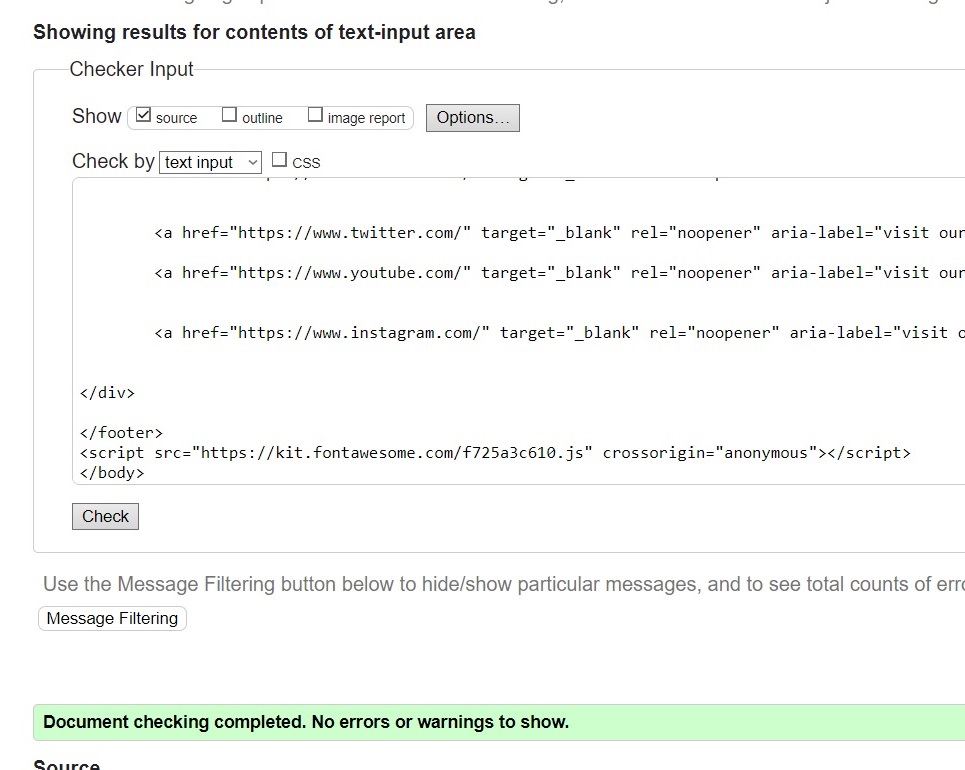 Showing results for contents of text-input area
Checker Input
Show source outline image report Options...
Check by text input CSS
<a href="https://www.twitter.com/" target="_blank" rel="noopener" aria-label="visit our
<a href="https://www.youtube.com/" target="_blank" rel="noopener" aria-label="visit our
<a href="https://www.instagram.com/" target="_blank" rel="noopener" aria-label="visit
</div>
</footer>
<script src="https://kit.fontawesome.com/f725a3c610.js" crossorigin="anonymous"></script>
</body>
Check
Use the Message Filtering button below to hide/show particular messages, and to see total counts of
Message Filtering
Document checking completed. No errors or warnings to show.
Source